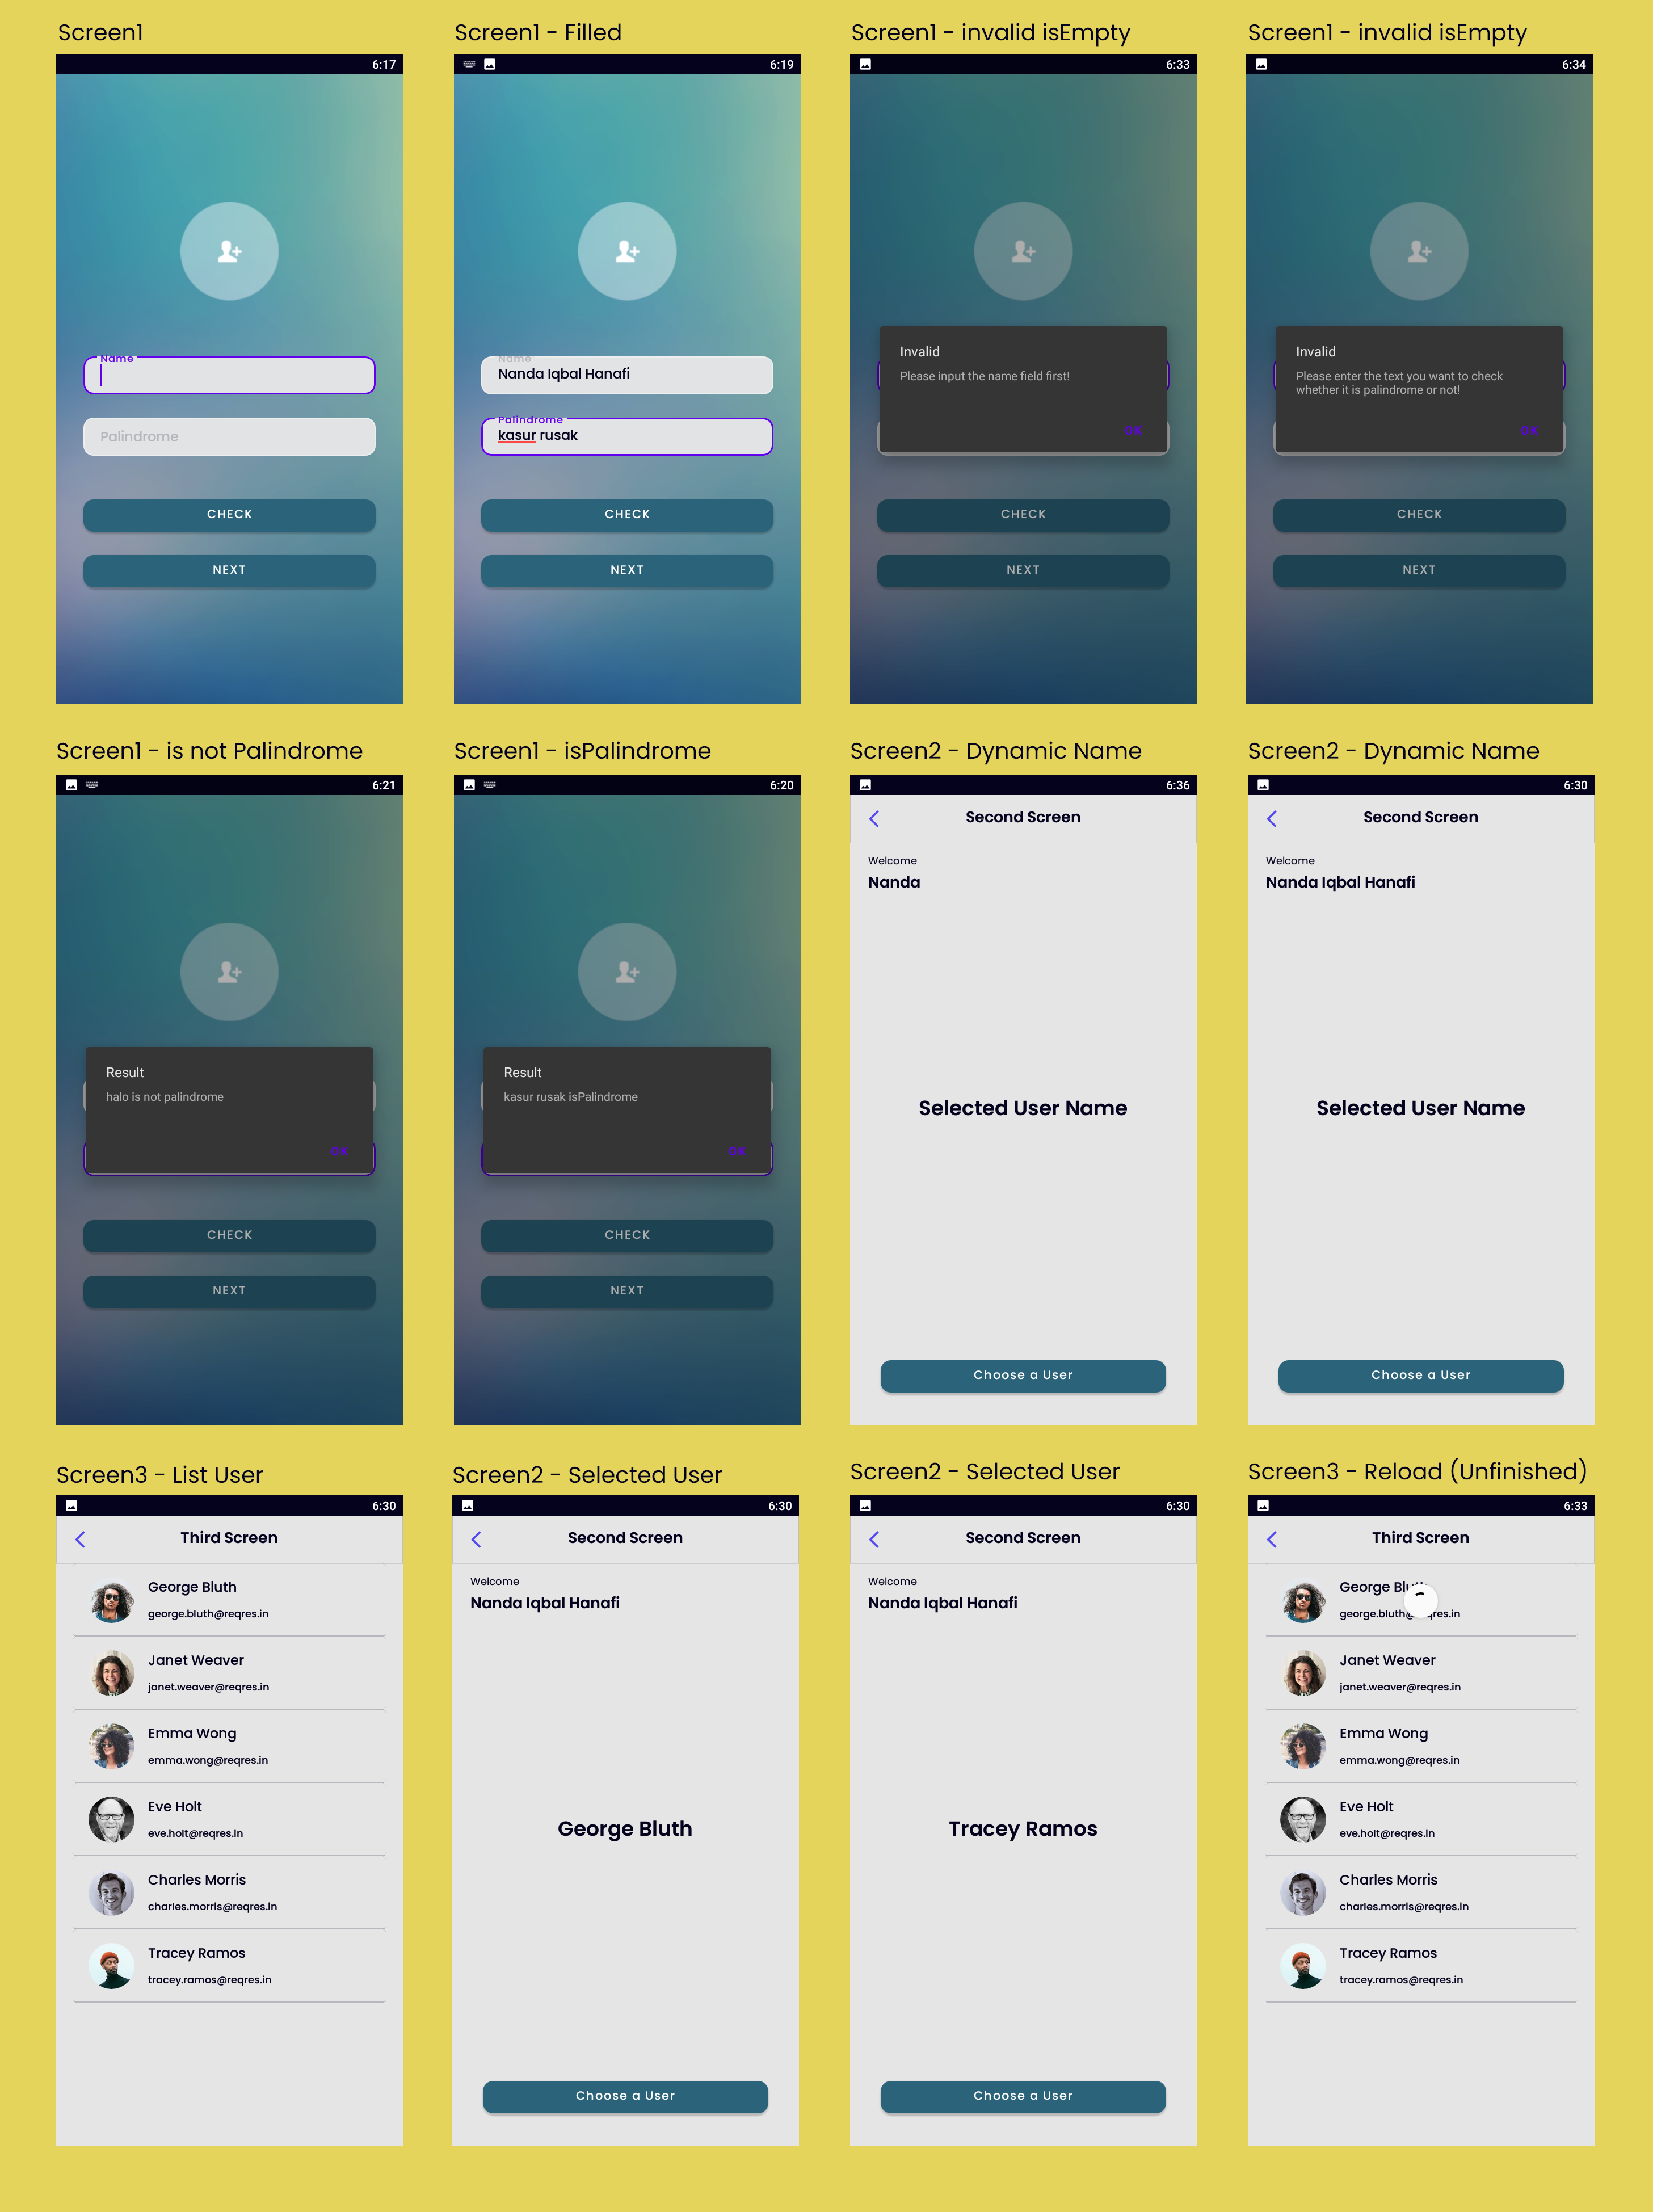 Screen1
6:17
Name
Palindrome
CHECK
NEXT
Screen1 - Filled
6:19
Name
Nanda Iqbal Hanafi
Palindrome
kasur rusak
CHECK
NEXT
Screen1 - invalid isEmpty
6:33
Invalid
Please input the name field first!
OK
CHECK
NEXT
Screen1 - invalid isEmpty
6:34
Invalid
Please enter the text you want to check
whether it is palindrome or not!
OK
CHECK
NEXT
Screen1 - is not Palindrome
6:21
Result
halo is not palindrome
OK
CHECK
NEXT
Screen1 - isPalindrome
6:20
Result
kasur rusak isPalindrome
OK
CHECK
NEXT
Screen2 - Dynamic Name
6:36
Second Screen
Welcome
Nanda
Selected User Name
Choose a User
Screen2 - Dynamic Name
6:30
Second Screen
Welcome
Nanda Iqbal Hanafi
Selected User Name
Choose a User
Screen3 - List User
6:30
Third Screen
George Bluth
george.bluth@reqres.in
Janet Weaver
janet.weaver@reqres.in
Emma Wong
emma.wong@reqres.in
Eve Holt
eve.holt@reqres.in
Charles Morris
charles.morris@reqres.in
Tracey Ramos
tracey.ramos@reqres.in
Screen2 - Selected User
6:30
Second Screen
Welcome
Nanda Iqbal Hanafi
George Bluth
Choose a User
Screen2 - Selected User
6:30
Second Screen
Welcome
Nanda Iqbal Hanafi
Tracey Ramos
Choose a User
Screen3 - Reload (Unfinished)
6:33
Third Screen
George Bluth
george.bluth@reqres.in
Janet Weaver
janet.weaver@reqres.in
Emma Wong
emma.wong@reqres.in
Eve Holt
eve.holt@reqres.in
Charles Morris
charles.morris@reqres.in
Tracey Ramos
tracey.ramos@reqres.in